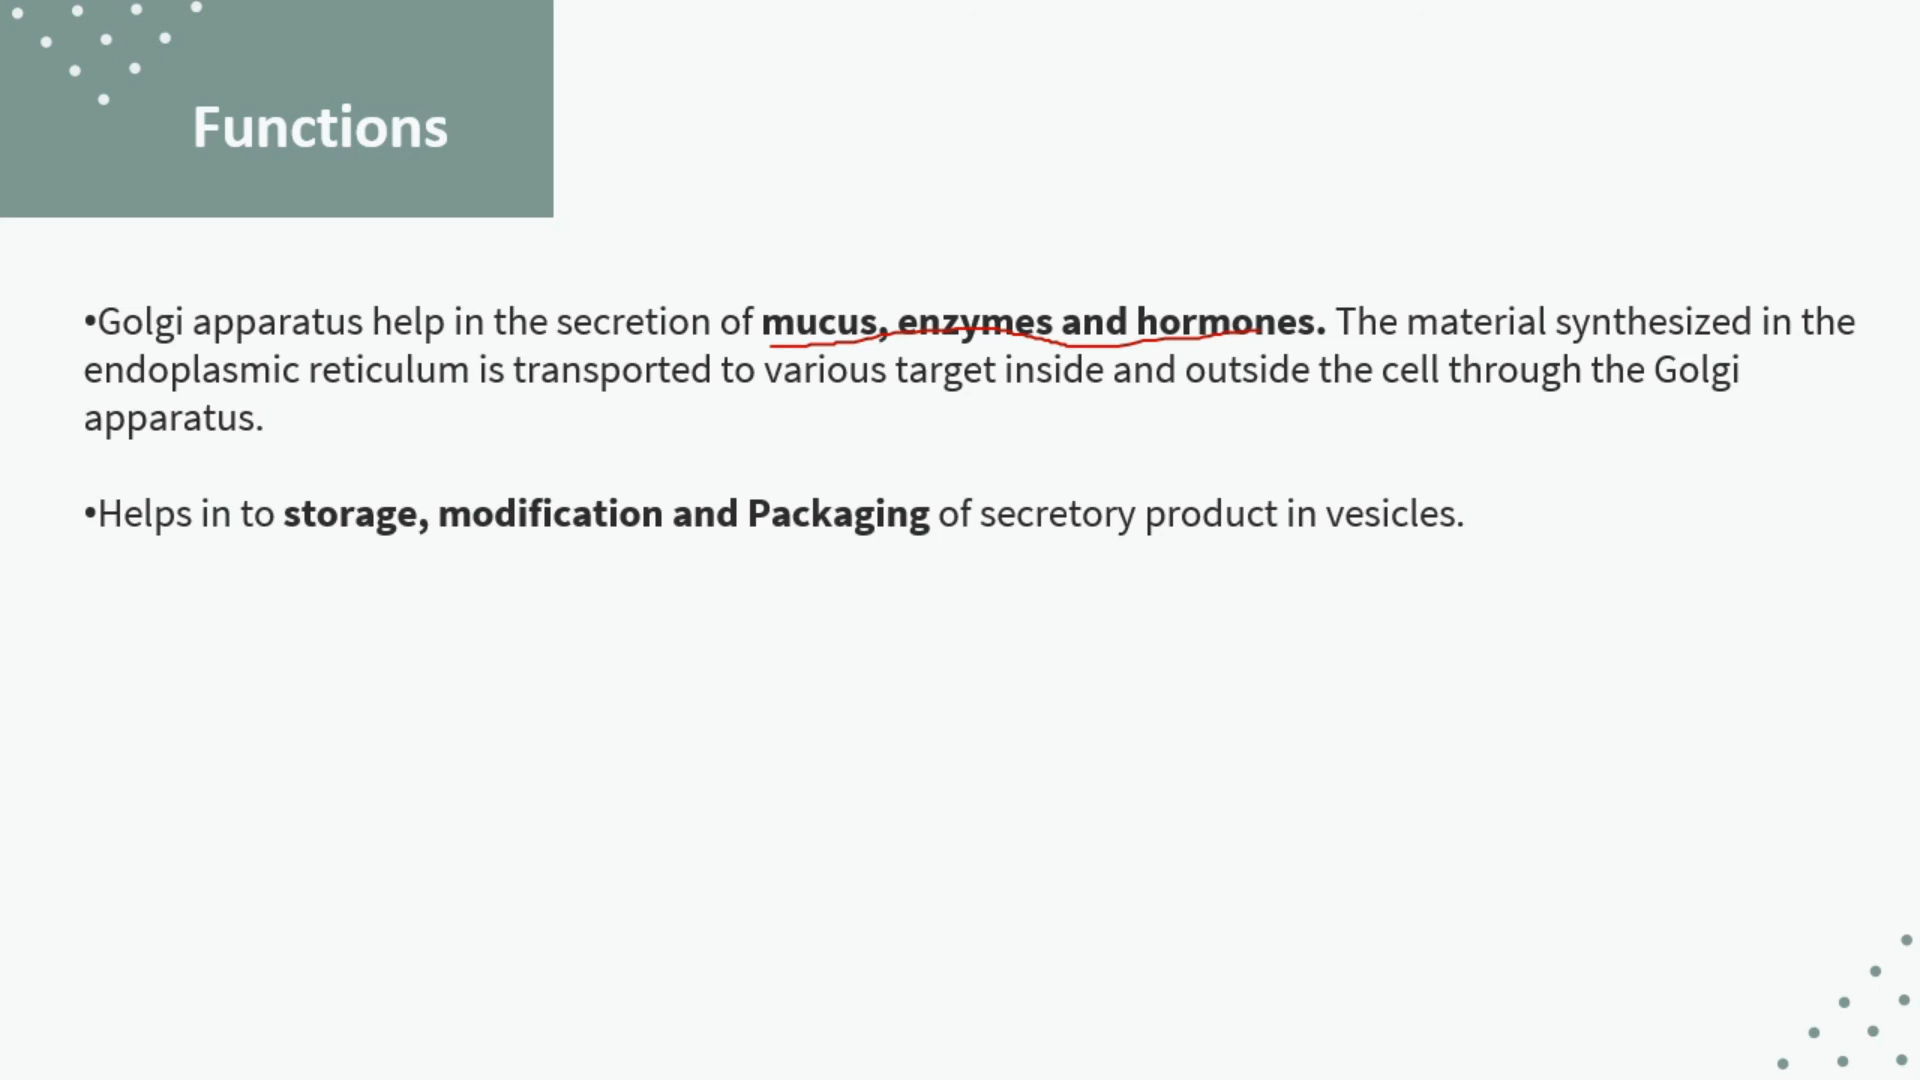 Functions
•Golgi apparatus help in the secretion of mucus, enzymes and hormones. The material synthesized in the
endoplasmic reticulum is transported to various target inside and outside the cell through the Golgi
apparatus.
•Helps in to storage, modification and Packaging of secretory product in vesicles.